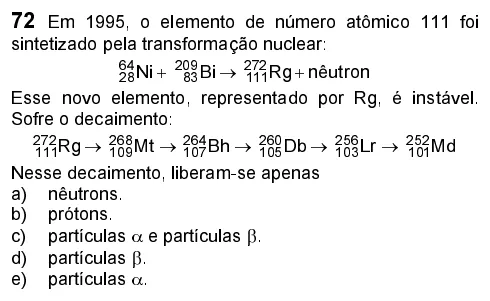 72 Em 1995, o elemento de número atômico 111 foi
sintetizado pela transformação nuclear:
⁶⁴₂₈Ni + ²⁰⁹₈₃Bi → ²⁷²₁₁₁Rg + nêutron
Esse novo elemento, representado por Rg, é instável.
Sofre o decaimento:
²⁷²₁₁₁Rg → ²⁶⁸₁₀₉Mt → ²⁶⁴₁₀₇Bh → ²⁶⁰₁₀₅Db → ²⁵⁶₁₀₃Lr → ²⁵²₁₀₁Md
Nesse decaimento, liberam-se apenas
a) nêutrons.
b) prótons.
c) partículas α e partículas β.
d) partículas β.
e) partículas α.